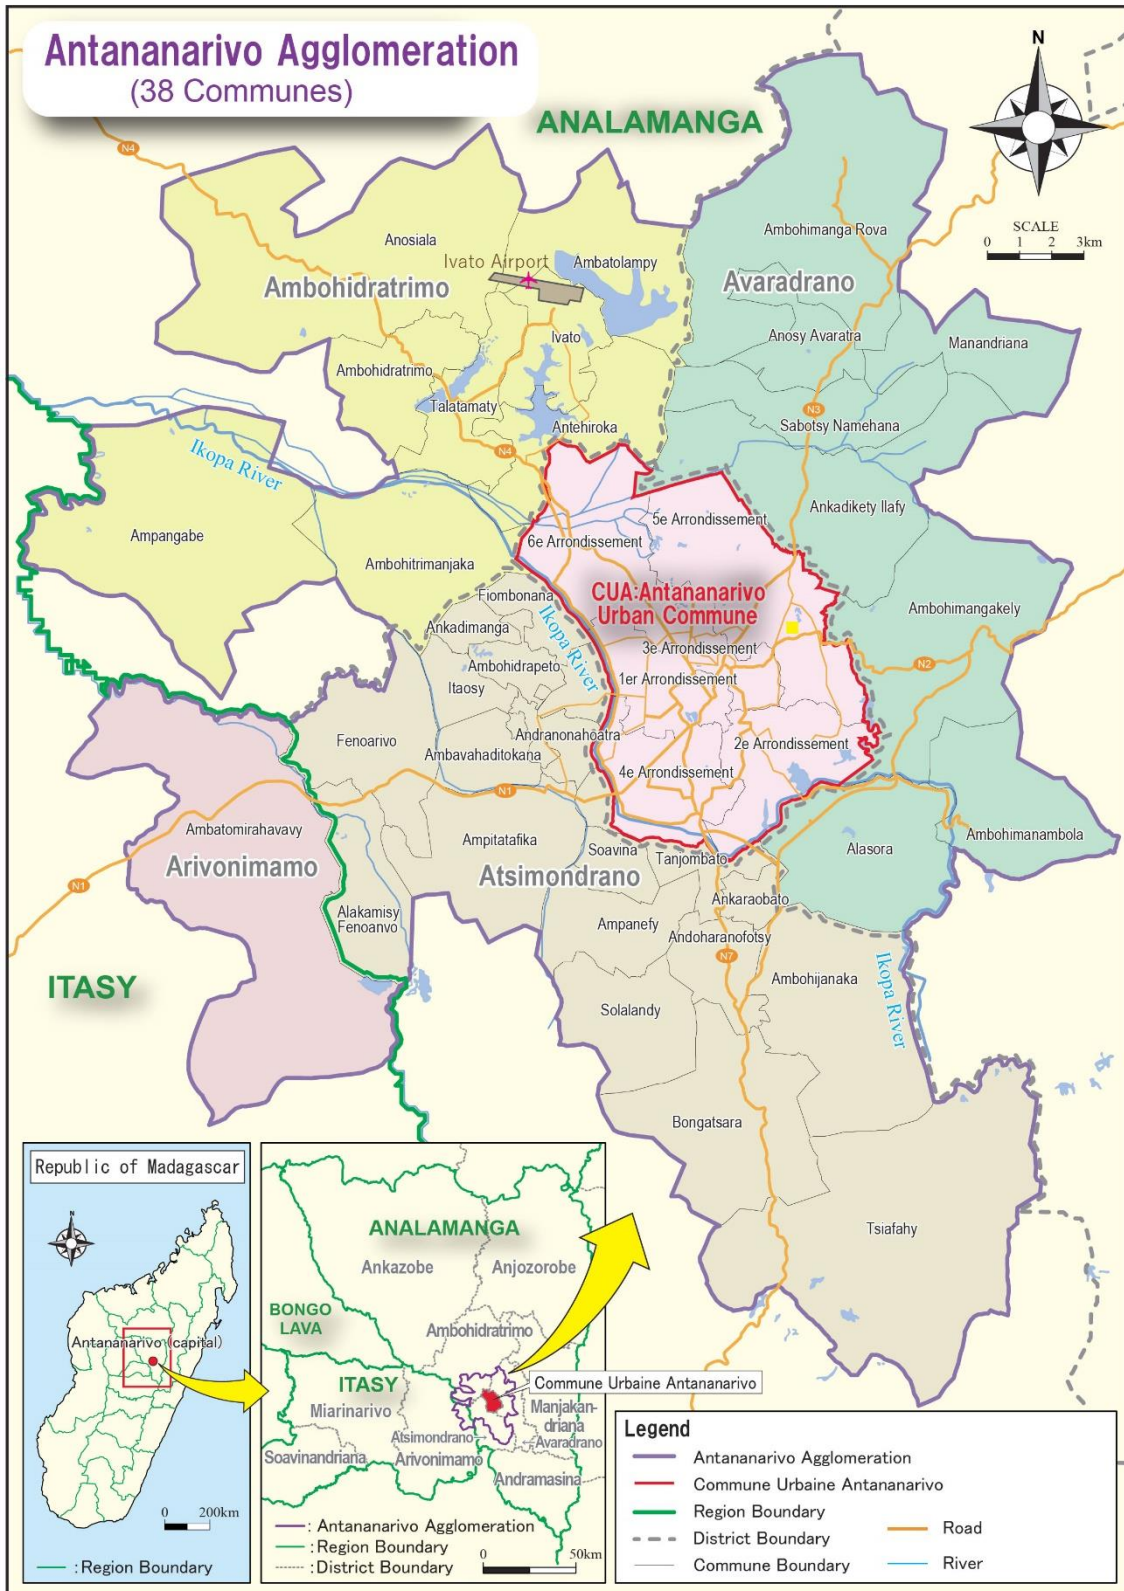 Antananarivo Agglomeration
(38 Communes)
N
SCALE
0 1 2 3km
ANALAMANGA
N4
Ambohimanga Rova
Anosiala
Ivato Airport
Ambatolampy
Ambohidratrimo
Avaradrano
Ivato
Anosy Avaratra
Manandriana
Ambohidratrimo
Talatamaty
N3
Antehiroka
Sabotsy Namehana
N4
Ikopa River
Ankadikety Ilafy
5e Arrondissement
Ampangabe
6e Arrondissement
Ambohitrimanjaka
Fiombonana
CUA:Antananarivo
Urban Commune
Ambohimangakely
Ankadimanga
Ikopa River
3e Arrondissement
N2
Ambohidrapeto
1er Arrondissement
Itaosy
Fenoarivo
Andranonahoatra
2e Arrondissement
Ambavahaditokana
4e Arrondissement
N1
Ambatomirahavavy
Ampitatafika
Soavina
Tanjombato
Alasora
Ambohimanambola
Arivonimamo
Atsimondrano
N1
Ankaraobato
Alakamisy
Fenoanvo
Ampanefy
Andoharanofotsy
N7
Ambohijanaka
Ikopa River
ITASY
Solalandy
Bongatsara
Tsiafahy
Republic of Madagascar
N
Antananarivo (capital)
0 200km
: Region Boundary
ANALAMANGA
Ankazobe
Anjozorobe
BONGO
LAVA
Ambohidratrimo
ITASY
Commune Urbaine Antananarivo
Miarinarivo
Manjakan-
driana
Atsimondrano
Avaradrano
Soavinandriana
Arivonimamo
Andramasina
: Antananarivo Agglomeration
: Region Boundary
: District Boundary
0 50km
Legend
Antananarivo Agglomeration
Commune Urbaine Antananarivo
Region Boundary
District Boundary
Commune Boundary
Road
River